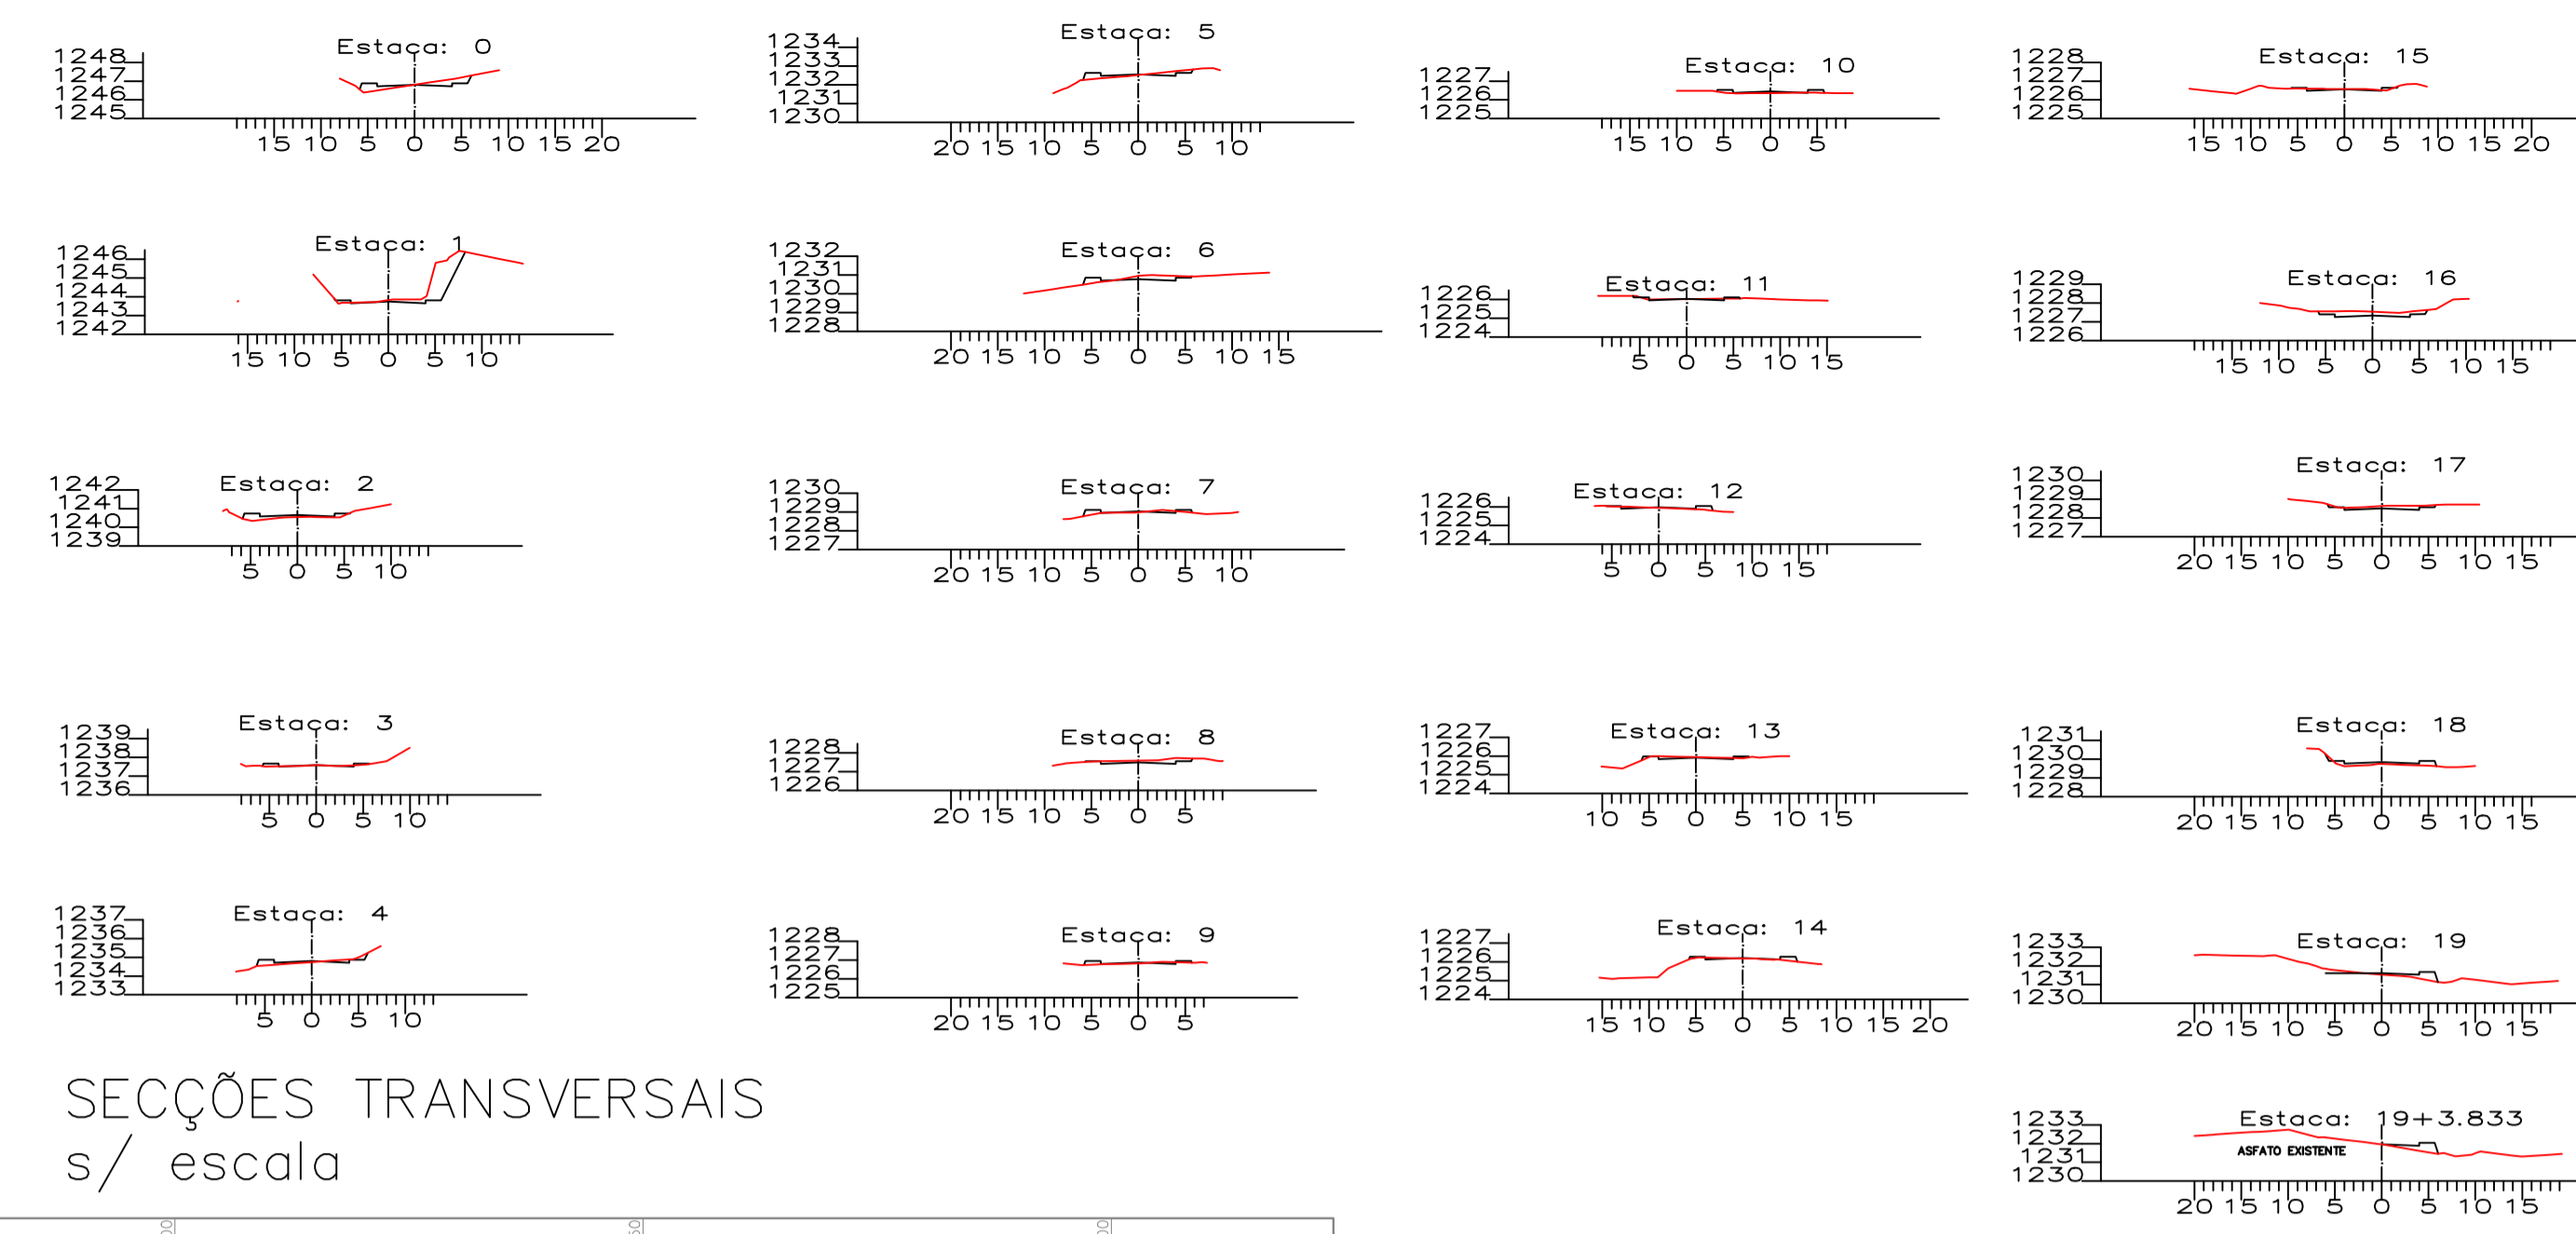 Estaca: 0
1248
1247
1246
1245
15 10 5 0 5 10 15 20
Estaca: 1
1246
1245
1244
1243
1242
15 10 5 0 5 10
Estaca: 2
1242
1241
1240
1239
5 0 5 10
Estaca: 3
1239
1238
1237
1236
5 0 5 10
Estaca: 4
1237
1236
1235
1234
1233
5 0 5 10
Estaca: 5
1234
1233
1232
1231
1230
20 15 10 5 0 5 10
Estaca: 6
1232
1231
1230
1229
1228
20 15 10 5 0 5 10 15
Estaca: 7
1230
1229
1228
1227
20 15 10 5 0 5 10
Estaca: 8
1228
1227
1226
20 15 10 5 0 5
Estaca: 9
1228
1227
1226
1225
20 15 10 5 0 5
Estaca: 10
1227
1226
1225
15 10 5 0 5
Estaca: 11
1226
1225
1224
5 0 5 10 15
Estaca: 12
1226
1225
1224
5 0 5 10 15
Estaca: 13
1227
1226
1225
1224
10 5 0 5 10 15
Estaca: 14
1227
1226
1225
1224
15 10 5 0 5 10 15 20
Estaca: 15
1228
1227
1226
1225
15 10 5 0 5 10 15 20
Estaca: 16
1229
1228
1227
1226
15 10 5 0 5 10 15
Estaca: 17
1230
1229
1228
1227
20 15 10 5 0 5 10 15
Estaca: 18
1231
1230
1229
1228
20 15 10 5 0 5 10 15
Estaca: 19
1233
1232
1231
1230
20 15 10 5 0 5 10 15
Estaca: 19+3.833
1233
1232
1231
1230
ASFATO EXISTENTE
20 15 10 5 0 5 10 15
SECÇÕES TRANSVERSAIS
s/ escala